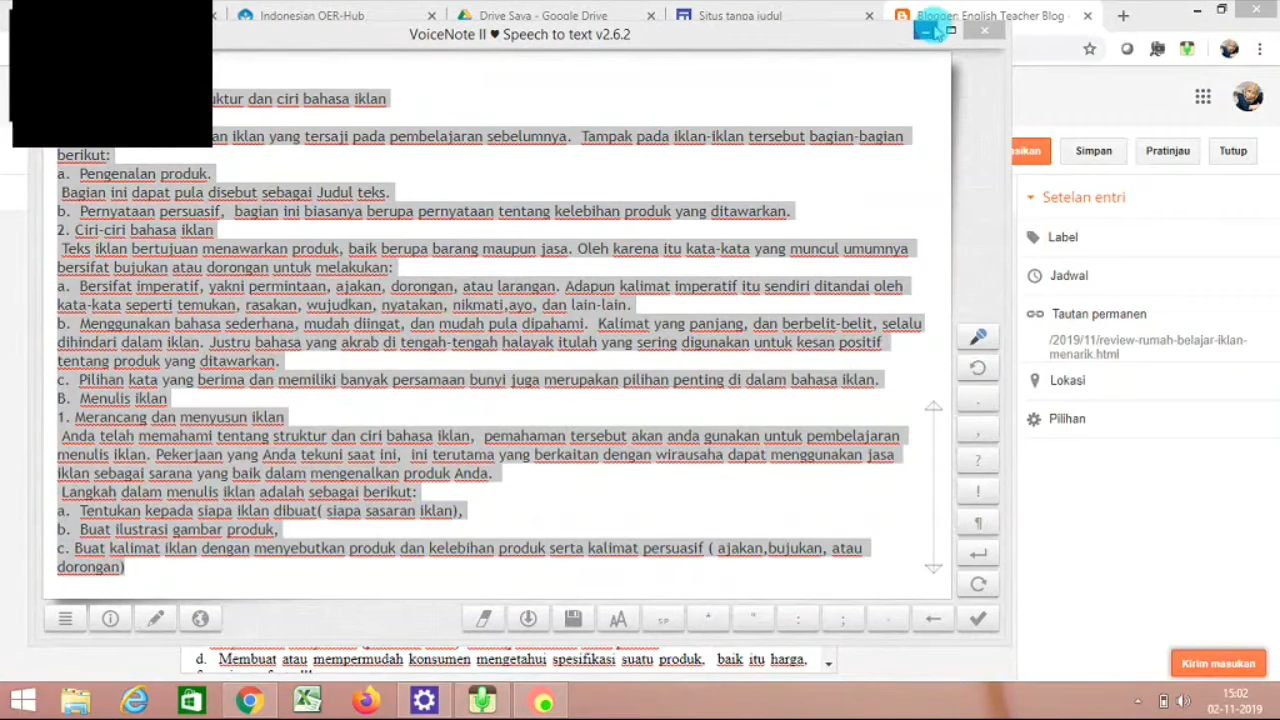 Indonesian OER-Hub
Drive Saya - Google Drive
Situs tanpa judul
Blogger: English Teacher Blog -
VoiceNote II ♥ Speech to text v2.6.2
dan ciri bahasa iklan
iklan yang tersaji pada pembelajaran sebelumnya. Tampak pada iklan-iklan tersebut bagian-bagian
berikut:
a. Pengenalan produk.
Bagian ini dapat pula disebut sebagai Judul teks.
b. Pernyataan persuasif, bagian ini biasanya berupa pernyataan tentang kelebihan produk yang ditawarkan.
2. Ciri-ciri bahasa iklan
Teks iklan bertujuan menawarkan produk, baik berupa barang maupun jasa. Oleh karena itu kata-kata yang muncul umumnya
bersifat bujukan atau dorongan untuk melakukan:
a. Bersifat imperatif, yakni permintaan, ajakan, dorongan, atau larangan. Adapun kalimat imperatif itu sendiri ditandai oleh
kata-kata seperti temukan, rasakan, wujudkan, nyatakan, nikmati,ayo, dan lain-lain.
b. Menggunakan bahasa sederhana, mudah diingat, dan mudah pula dipahami. Kalimat yang panjang, dan berbelit-belit, selalu
dihindari dalam iklan. Justru bahasa yang akrab di tengah-tengah halayak itulah yang sering digunakan untuk kesan positif
tentang produk yang ditawarkan.
c. Pilihan kata yang berima dan memiliki banyak persamaan bunyi juga merupakan pilihan penting di dalam bahasa iklan.
B. Menulis iklan
1. Merancang dan menyusun iklan
Anda telah memahami tentang struktur dan ciri bahasa iklan, pemahaman tersebut akan anda gunakan untuk pembelajaran
menulis iklan. Pekerjaan yang Anda tekuni saat ini, ini terutama yang berkaitan dengan wirausaha dapat menggunakan jasa
iklan sebagai sarana yang baik dalam mengenalkan produk Anda.
Langkah dalam menulis iklan adalah sebagai berikut:
a. Tentukan kepada siapa iklan dibuat( siapa sasaran iklan),
b. Buat ilustrasi gambar produk,
c. Buat kalimat iklan dengan menyebutkan produk dan kelebihan produk serta kalimat persuasif ( ajakan,bujukan, atau
dorongan)
Simpan
Pratinjau
Tutup
Setelan entri
Label
Jadwal
Tautan permanen
/2019/11/review-rumah-belajar-iklan-
menarik.html
Lokasi
Pilihan
.
,
?
!
¶
AA
SP
'
"
:
;
-
d. Membuat atau mempermudah konsumen mengetahui spesifikasi suatu produk, baik itu harga,
Kirim masukan
15:02
02-11-2019